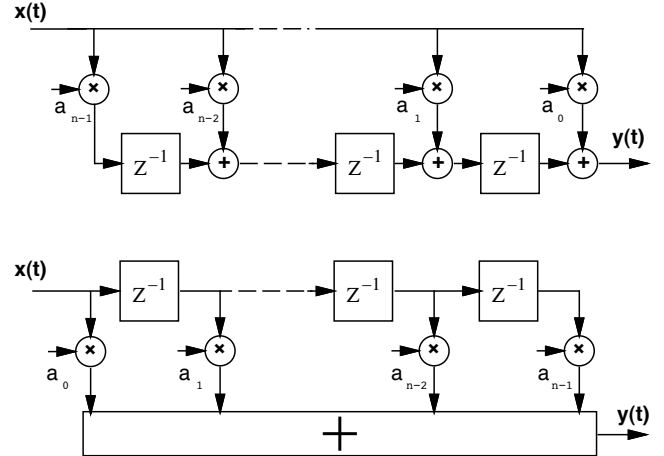 x(t)
× × × ×
a n−1 a n−2 a 1 a 0
y(t)
Z⁻¹ + Z⁻¹ + Z⁻¹ +
x(t)
Z⁻¹ Z⁻¹ Z⁻¹
× × × ×
a 0 a 1 a n−2 a n−1
y(t)
+